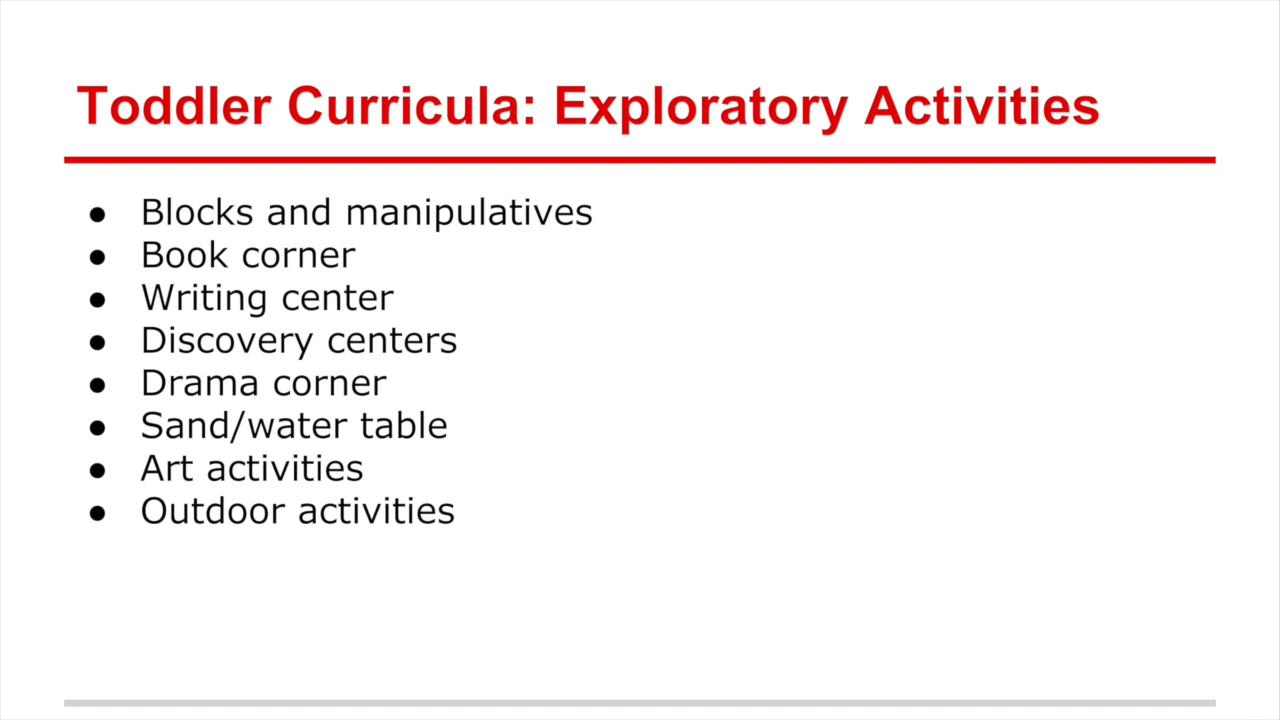 Toddler Curricula: Exploratory Activities
● Blocks and manipulatives
● Book corner
● Writing center
● Discovery centers
● Drama corner
● Sand/water table
● Art activities
● Outdoor activities